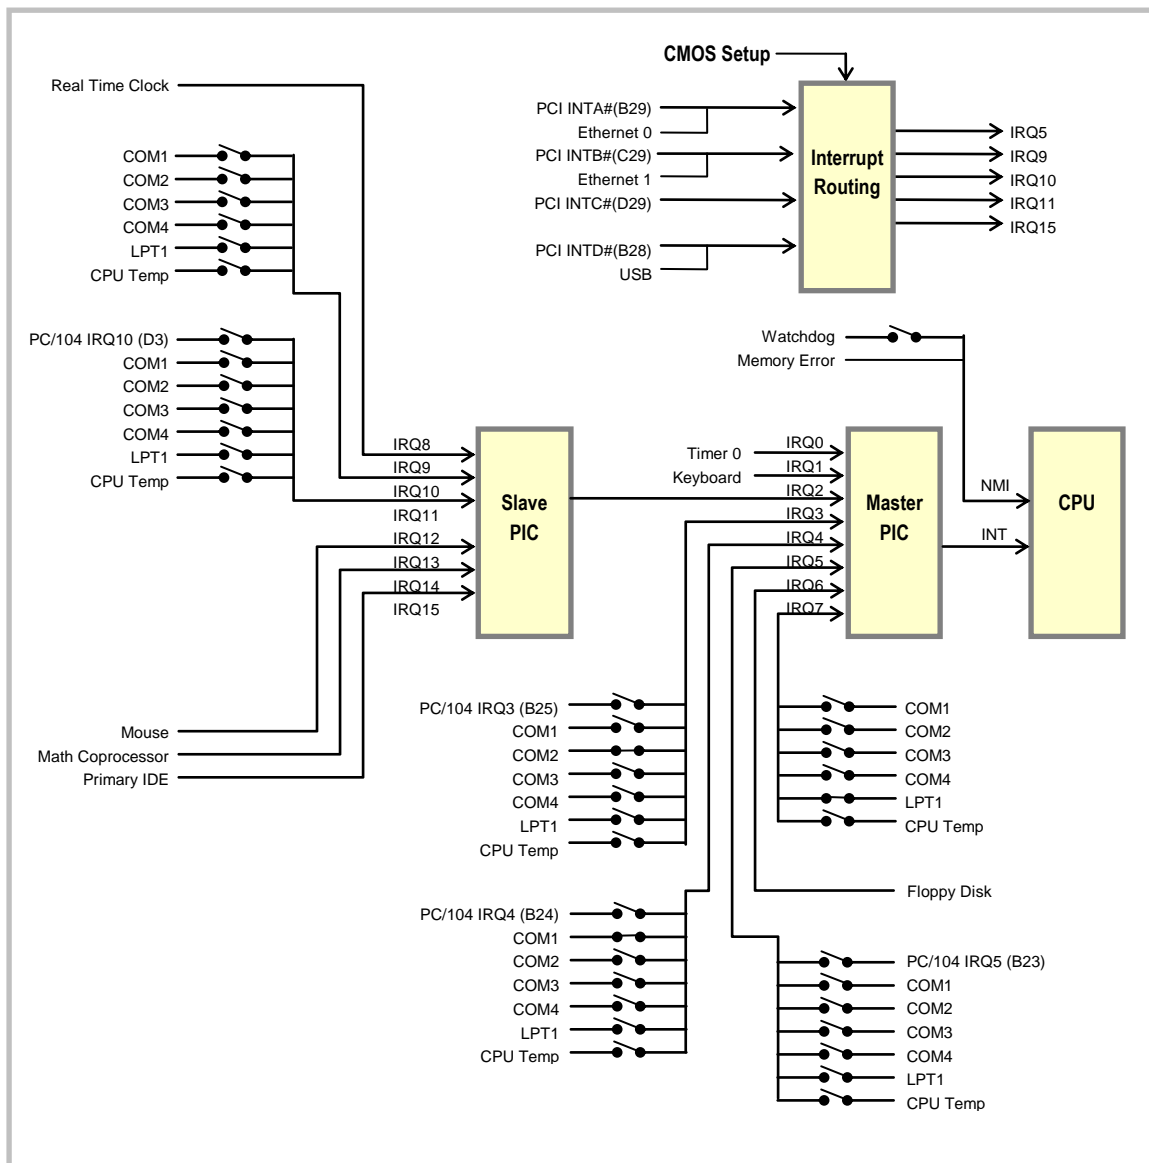 CMOS Setup
Real Time Clock
PCI INTA#(B29)
Ethernet 0
PCI INTB#(C29)
Ethernet 1
PCI INTC#(D29)
PCI INTD#(B28)
USB
Interrupt
Routing
IRQ5
IRQ9
IRQ10
IRQ11
IRQ15
COM1
COM2
COM3
COM4
LPT1
CPU Temp
PC/104 IRQ10 (D3)
COM1
COM2
COM3
COM4
LPT1
CPU Temp
Watchdog
Memory Error
IRQ8
IRQ9
IRQ10
IRQ11
IRQ12
IRQ13
IRQ14
IRQ15
Slave
PIC
Timer 0
Keyboard
IRQ0
IRQ1
IRQ2
IRQ3
IRQ4
IRQ5
IRQ6
IRQ7
Master
PIC
NMI
INT
CPU
Mouse
Math Coprocessor
Primary IDE
PC/104 IRQ3 (B25)
COM1
COM2
COM3
COM4
LPT1
CPU Temp
COM1
COM2
COM3
COM4
LPT1
CPU Temp
Floppy Disk
PC/104 IRQ4 (B24)
COM1
COM2
COM3
COM4
LPT1
CPU Temp
PC/104 IRQ5 (B23)
COM1
COM2
COM3
COM4
LPT1
CPU Temp